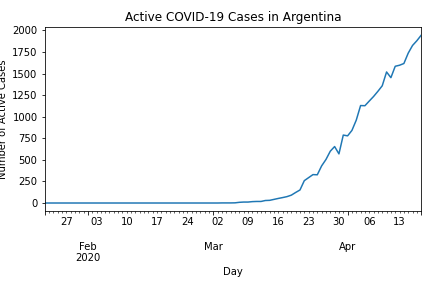 Active COVID-19 Cases in Argentina
Number of Active Cases
2000
1750
1500
1250
1000
750
500
250
0
27 03 10 17 24 02 09 16 23 30 06 13
Feb Mar Apr
2020
Day